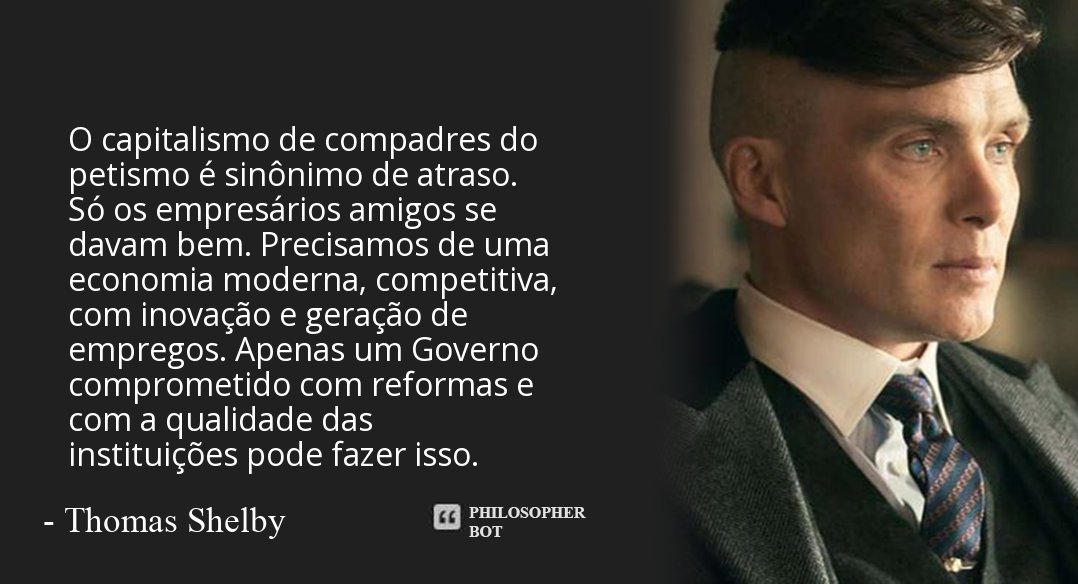 O capitalismo de compadres do
petismo é sinônimo de atraso.
Só os empresários amigos se
davam bem. Precisamos de uma
economia moderna, competitiva,
com inovação e geração de
empregos. Apenas um Governo
comprometido com reformas e
com a qualidade das
instituições pode fazer isso.
- Thomas Shelby
PHILOSOPHER
BOT